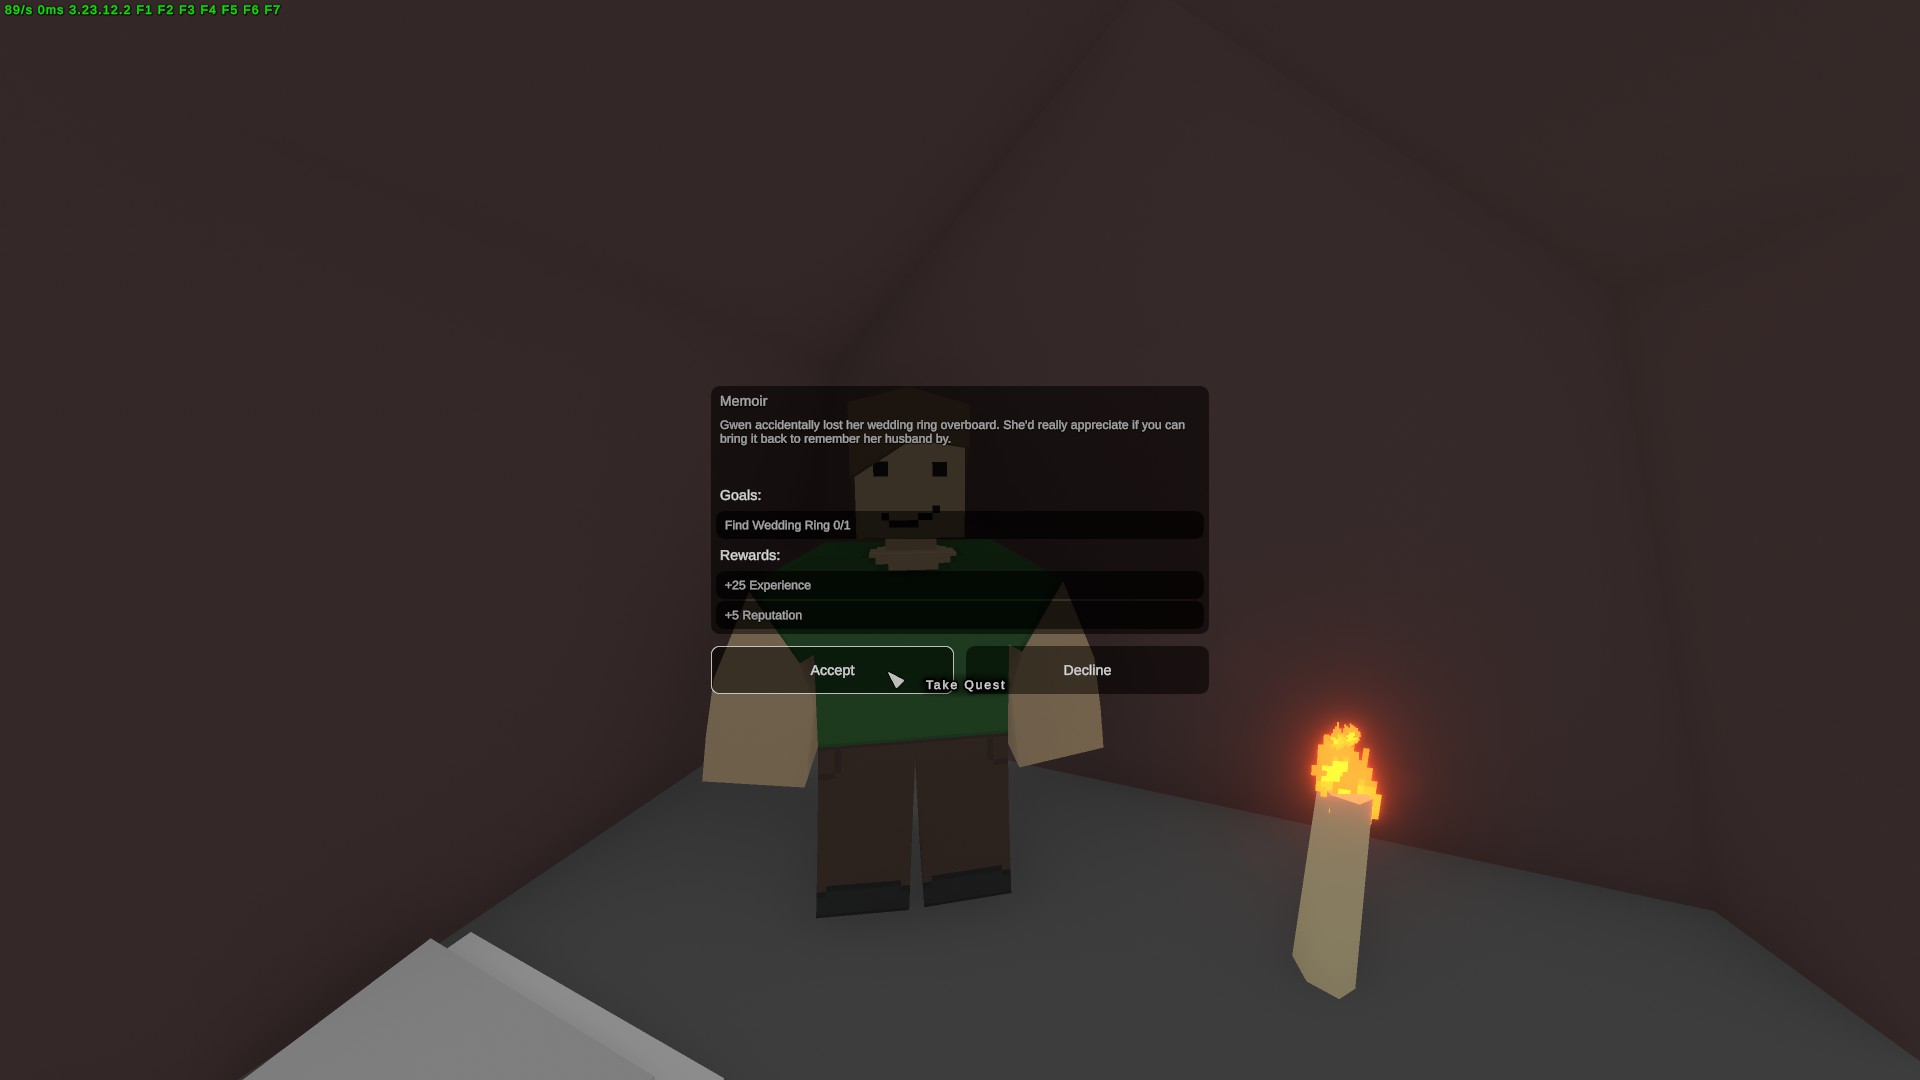 89/s 0ms 3.23.12.2 F1 F2 F3 F4 F5 F6 F7
Memoir
Gwen accidentally lost her wedding ring overboard. She'd really appreciate if you can
bring it back to remember her husband by.
Goals:
Find Wedding Ring 0/1
Rewards:
+25 Experience
+5 Reputation
Accept
Decline
Take Quest